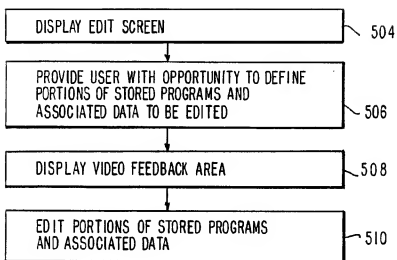 DISPLAY EDIT SCREEN
504
PROVIDE USER WITH OPPORTUNITY TO DEFINE
PORTIONS OF STORED PROGRAMS AND
ASSOCIATED DATA TO BE EDITED
506
DISPLAY VIDEO FEEDBACK AREA
508
EDIT PORTIONS OF STORED PROGRAMS
AND ASSOCIATED DATA
510